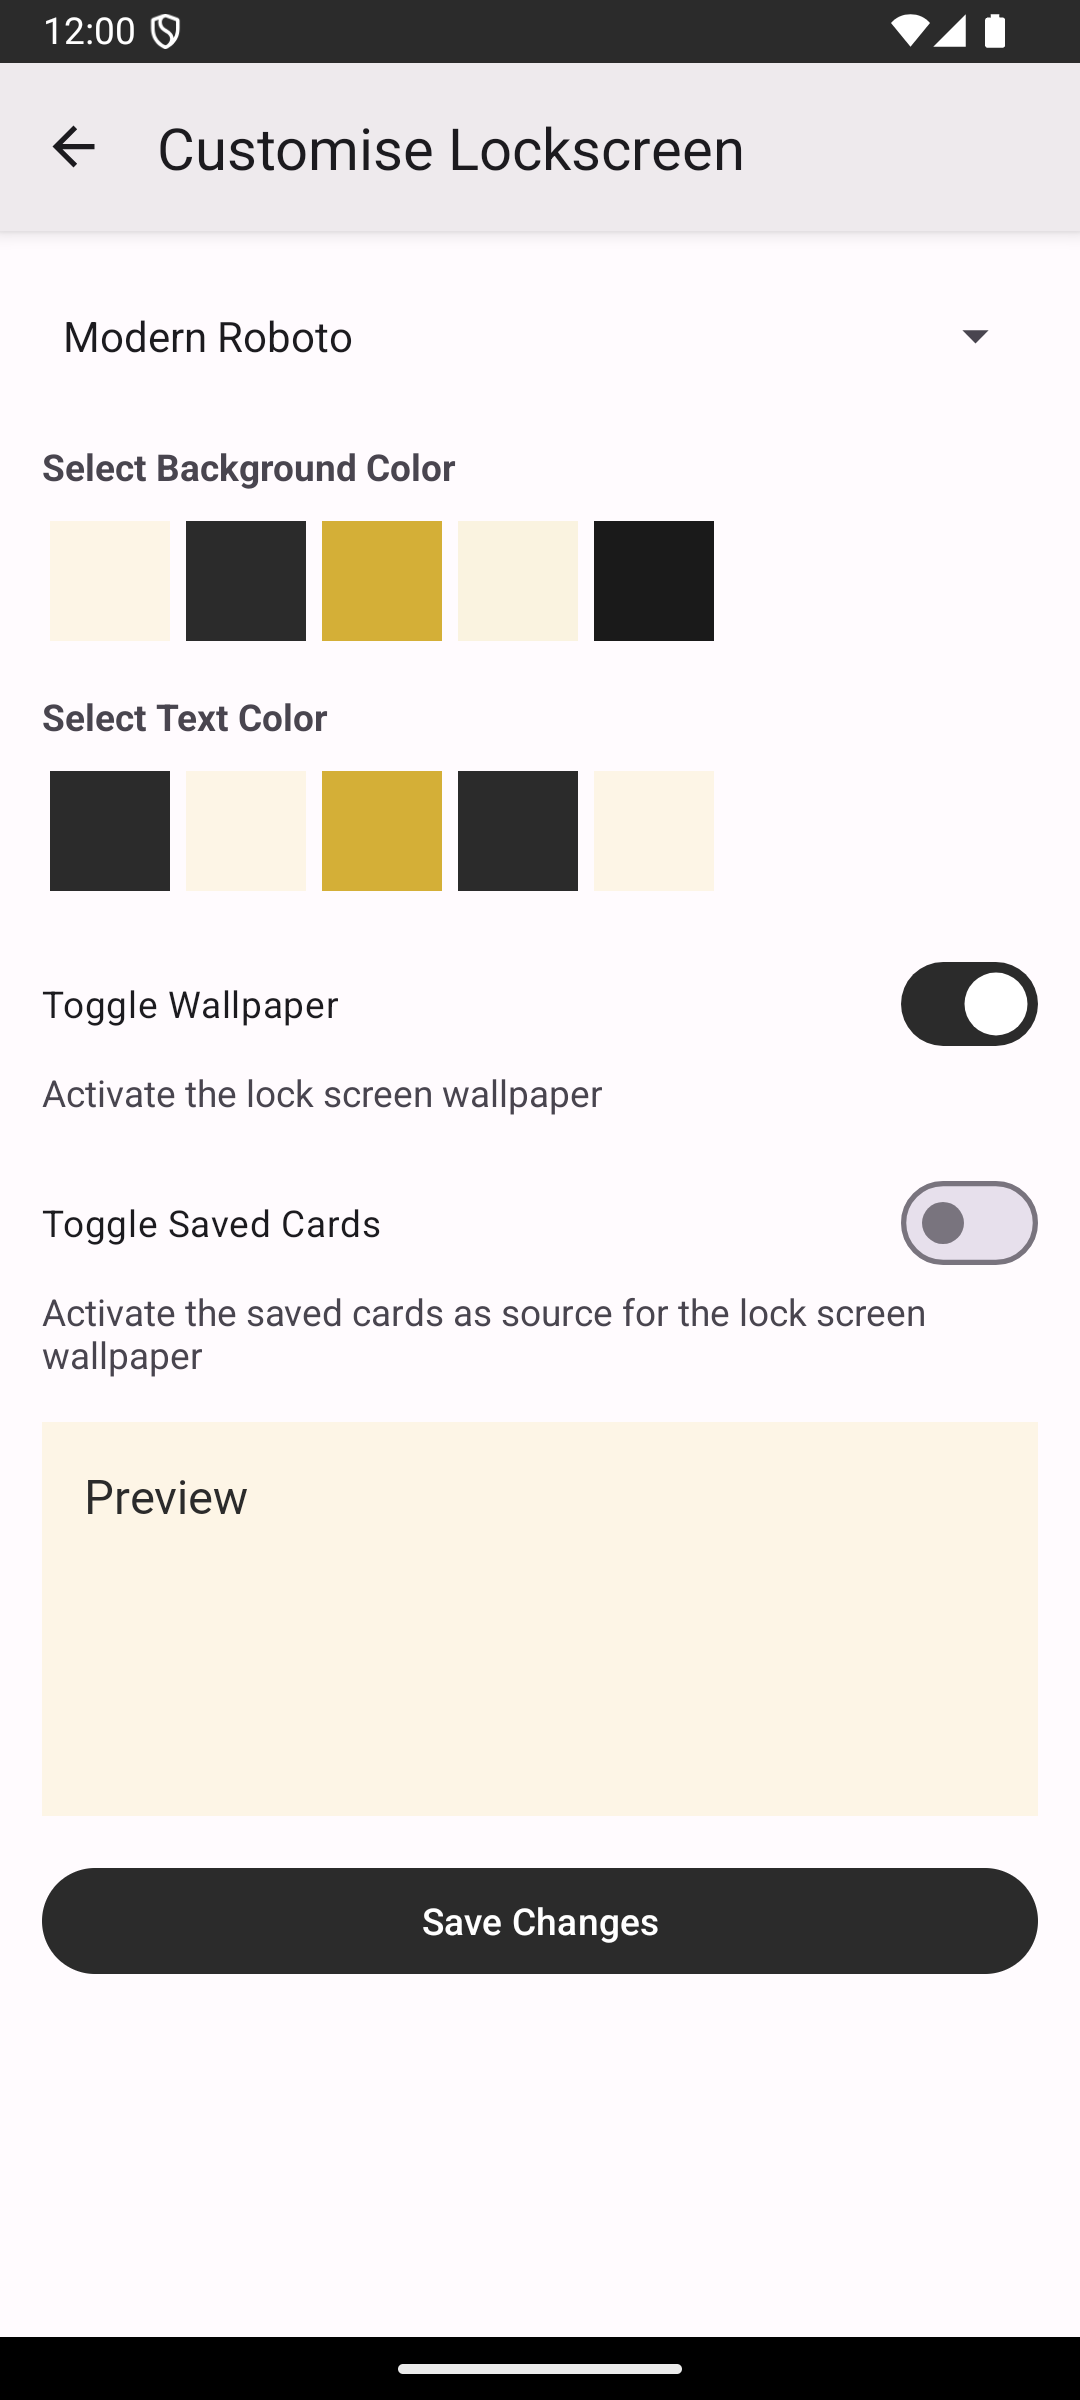 12:00
Customise Lockscreen
Modern Roboto
Select Background Color
Select Text Color
Toggle Wallpaper
Activate the lock screen wallpaper
Toggle Saved Cards
Activate the saved cards as source for the lock screen
wallpaper
Preview
Save Changes